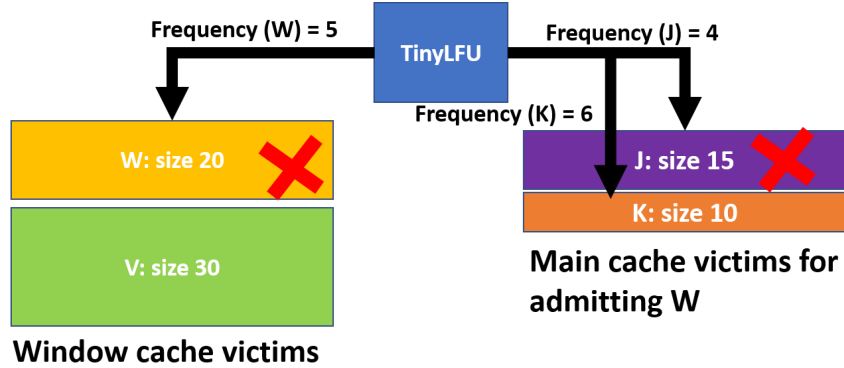 Frequency (W) = 5
TinyLFU
Frequency (J) = 4
Frequency (K) = 6
W: size 20
J: size 15
K: size 10
V: size 30
Main cache victims for
admitting W
Window cache victims